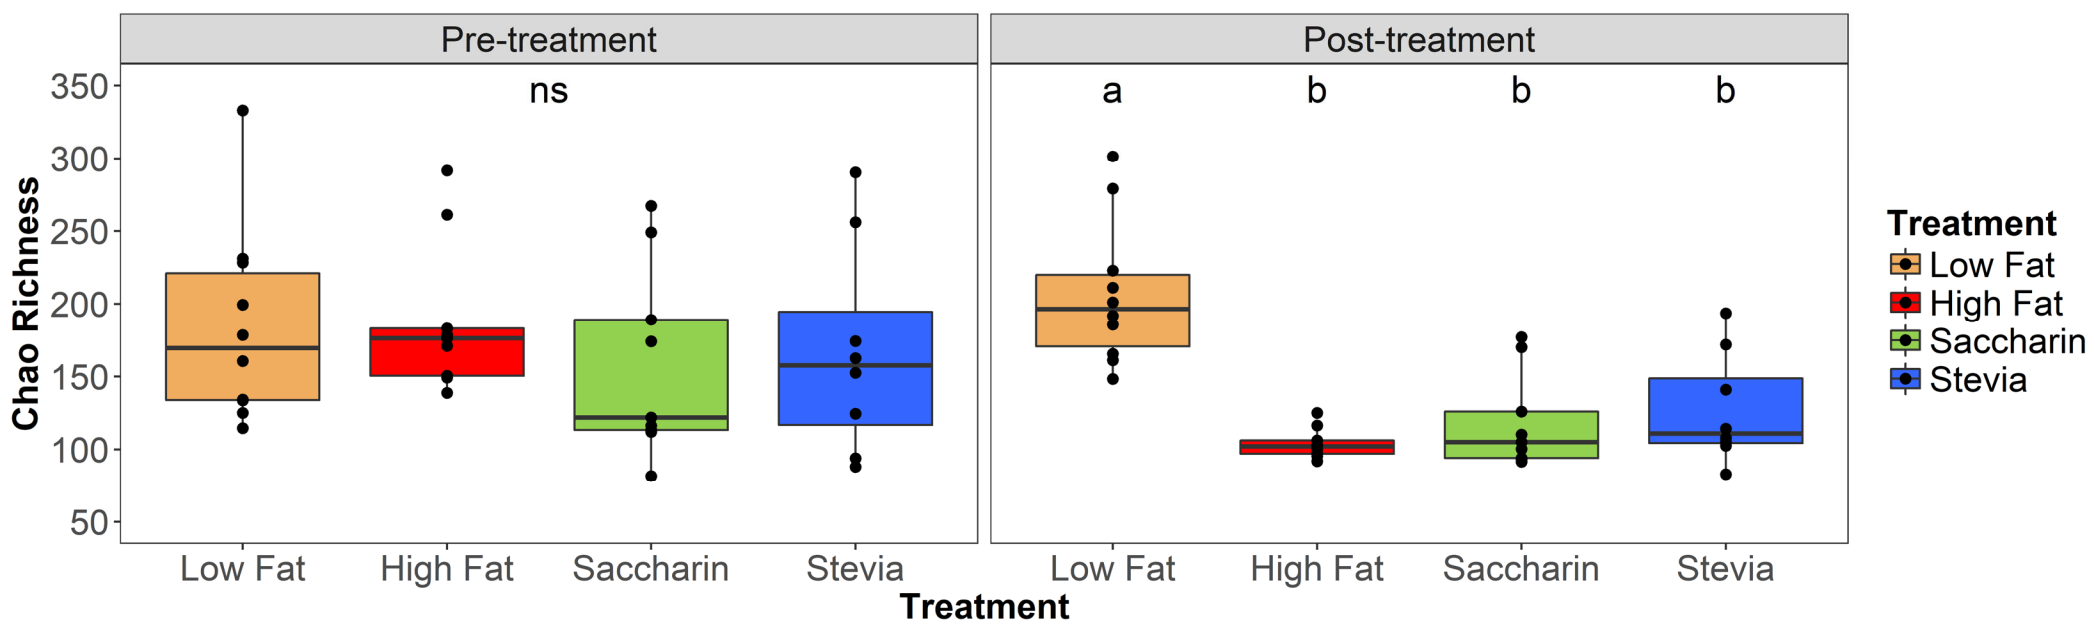 Pre-treatment
Post-treatment
ns
a b b b
350
300
250
200
150
100
50
Chao Richness
Low Fat High Fat Saccharin Stevia
Low Fat High Fat Saccharin Stevia
Treatment
Treatment
Low Fat
High Fat
Saccharin
Stevia